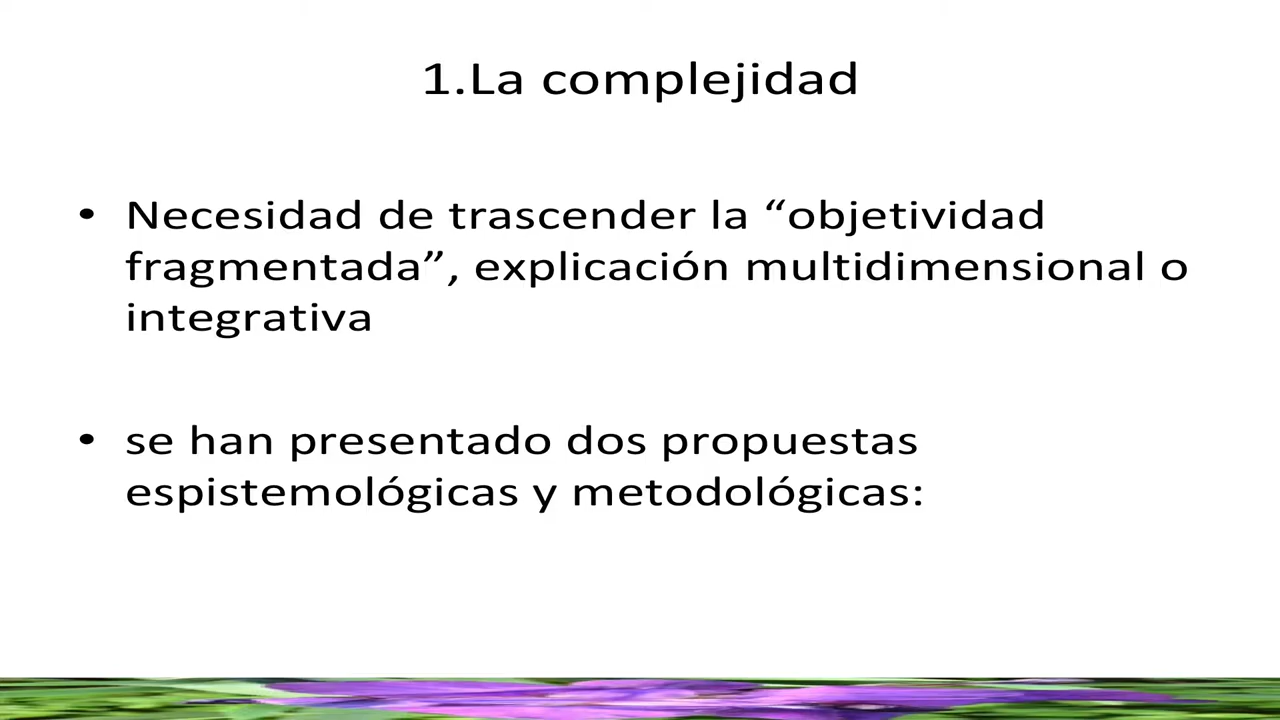 1.La complejidad
• Necesidad de trascender la “objetividad
fragmentada”, explicación multidimensional o
integrativa
• se han presentado dos propuestas
espistemológicas y metodológicas: